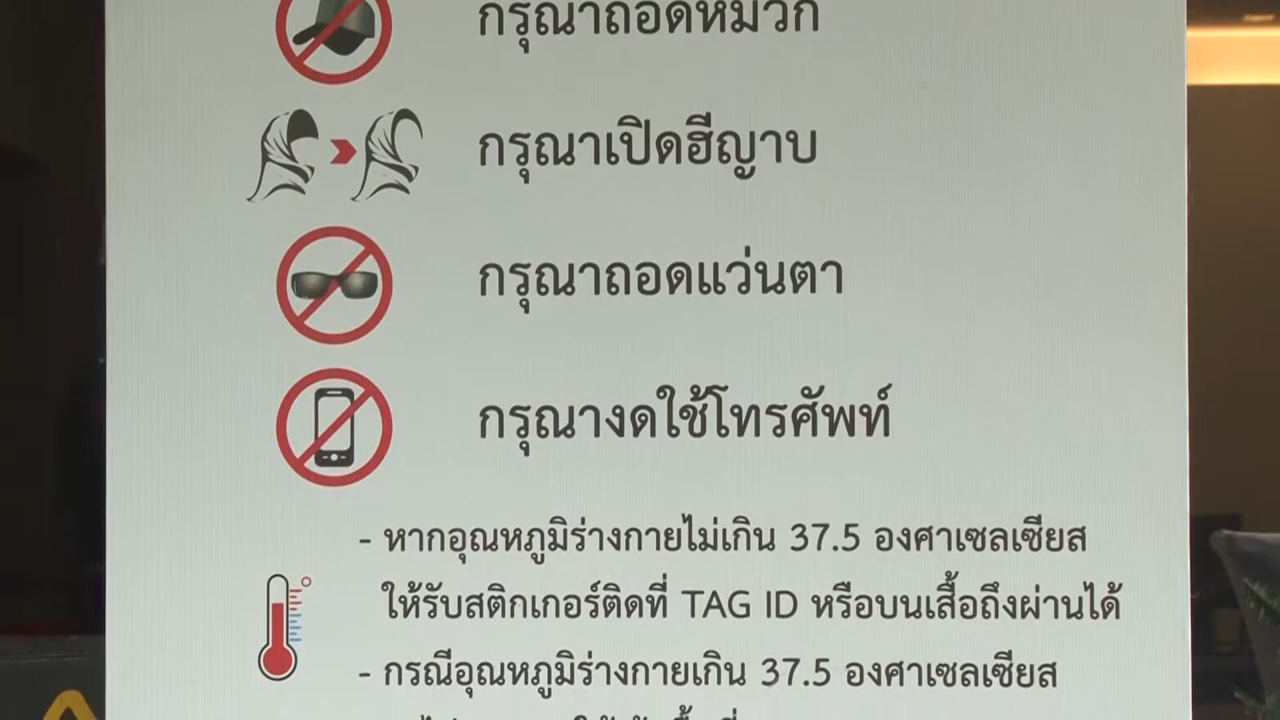 กรุณาถอดหมวก
กรุณาเปิดฮีญาบ
กรุณาถอดแว่นตา
กรุณางดใช้โทรศัพท์
- หากอุณหภูมิร่างกายไม่เกิน 37.5 องศาเซลเซียส
ให้รับสติกเกอร์ติดที่ TAG ID หรือบนเสื้อถึงผ่านได้
- กรณีอุณหภูมิร่างกายเกิน 37.5 องศาเซลเซียส